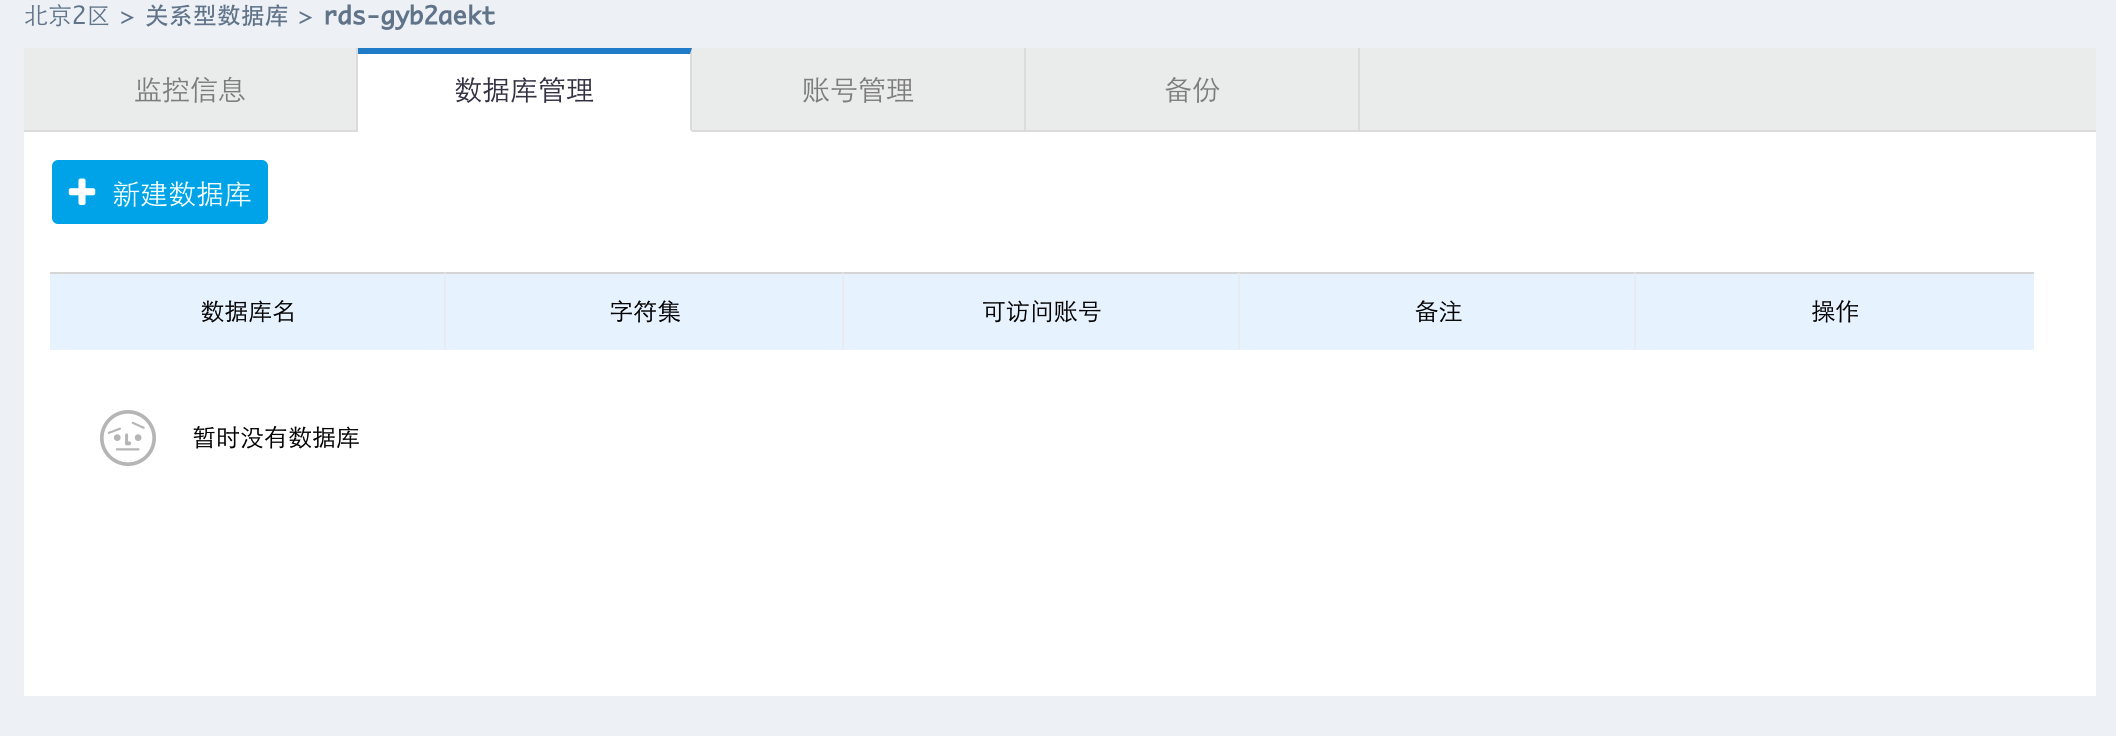 北京2区 > 关系型数据库 > rds-gyb2aekt
监控信息 数据库管理 账号管理 备份
新建数据库
数据库名 字符集 可访问账号 备注 操作
暂时没有数据库